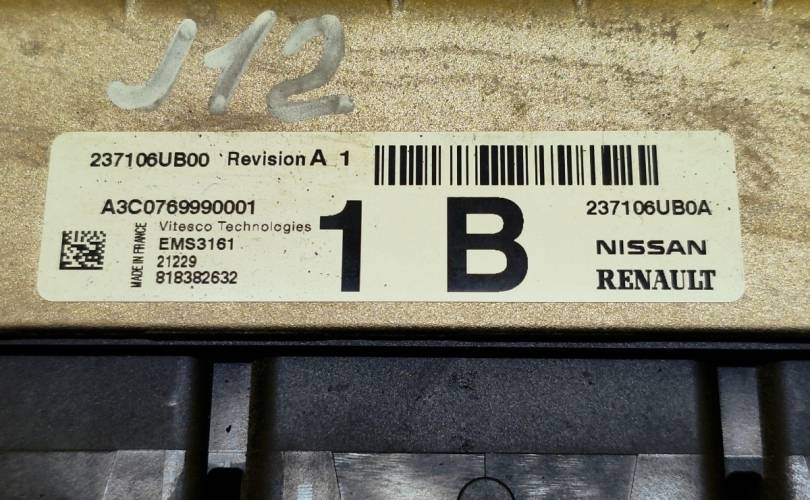 J12
237106UB00 Revision A 1
A3C0769990001
237106UB0A
Vitesco Technologies
MADE IN FRANCE
EMS3161
21229
818382632
1 B
NISSAN
RENAULT